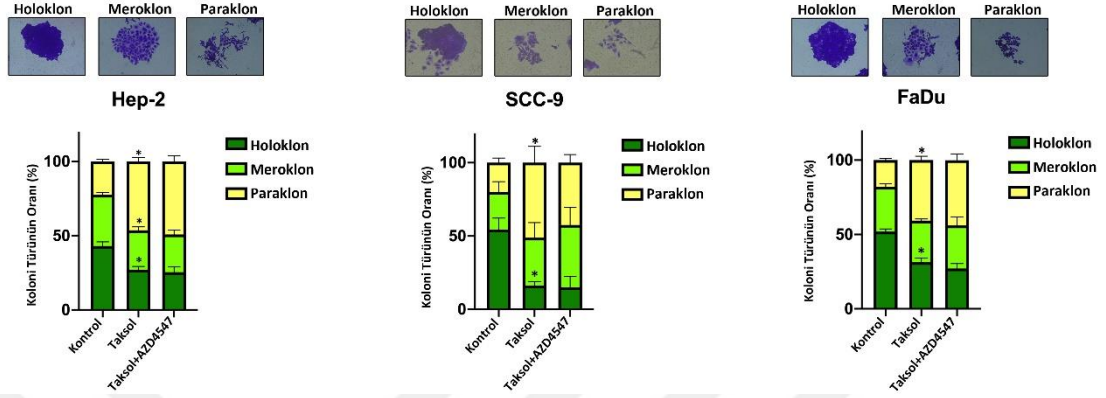 Holoklon Meroklon Paraklon
Hep-2
Koloni Türünün Oranı (%)
100
50
0
*
*
*
Holoklon
Meroklon
Paraklon
Kontrol
Taksol
Taksol+AZD4547
Holoklon Meroklon Paraklon
SCC-9
Koloni Türünün Oranı (%)
100
50
0
*
*
Holoklon
Meroklon
Paraklon
Kontrol
Taksol
Taksol+AZD4547
Holoklon Meroklon Paraklon
FaDu
Koloni Türünün Oranı (%)
100
50
0
*
*
Holoklon
Meroklon
Paraklon
Kontrol
Taksol
Taksol+AZD4547